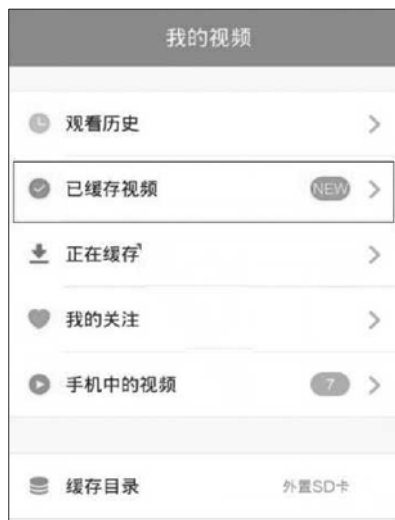 我的视频
观看历史
已缓存视频 NEW
正在缓存
我的关注
手机中的视频 7
缓存目录 外置SD卡